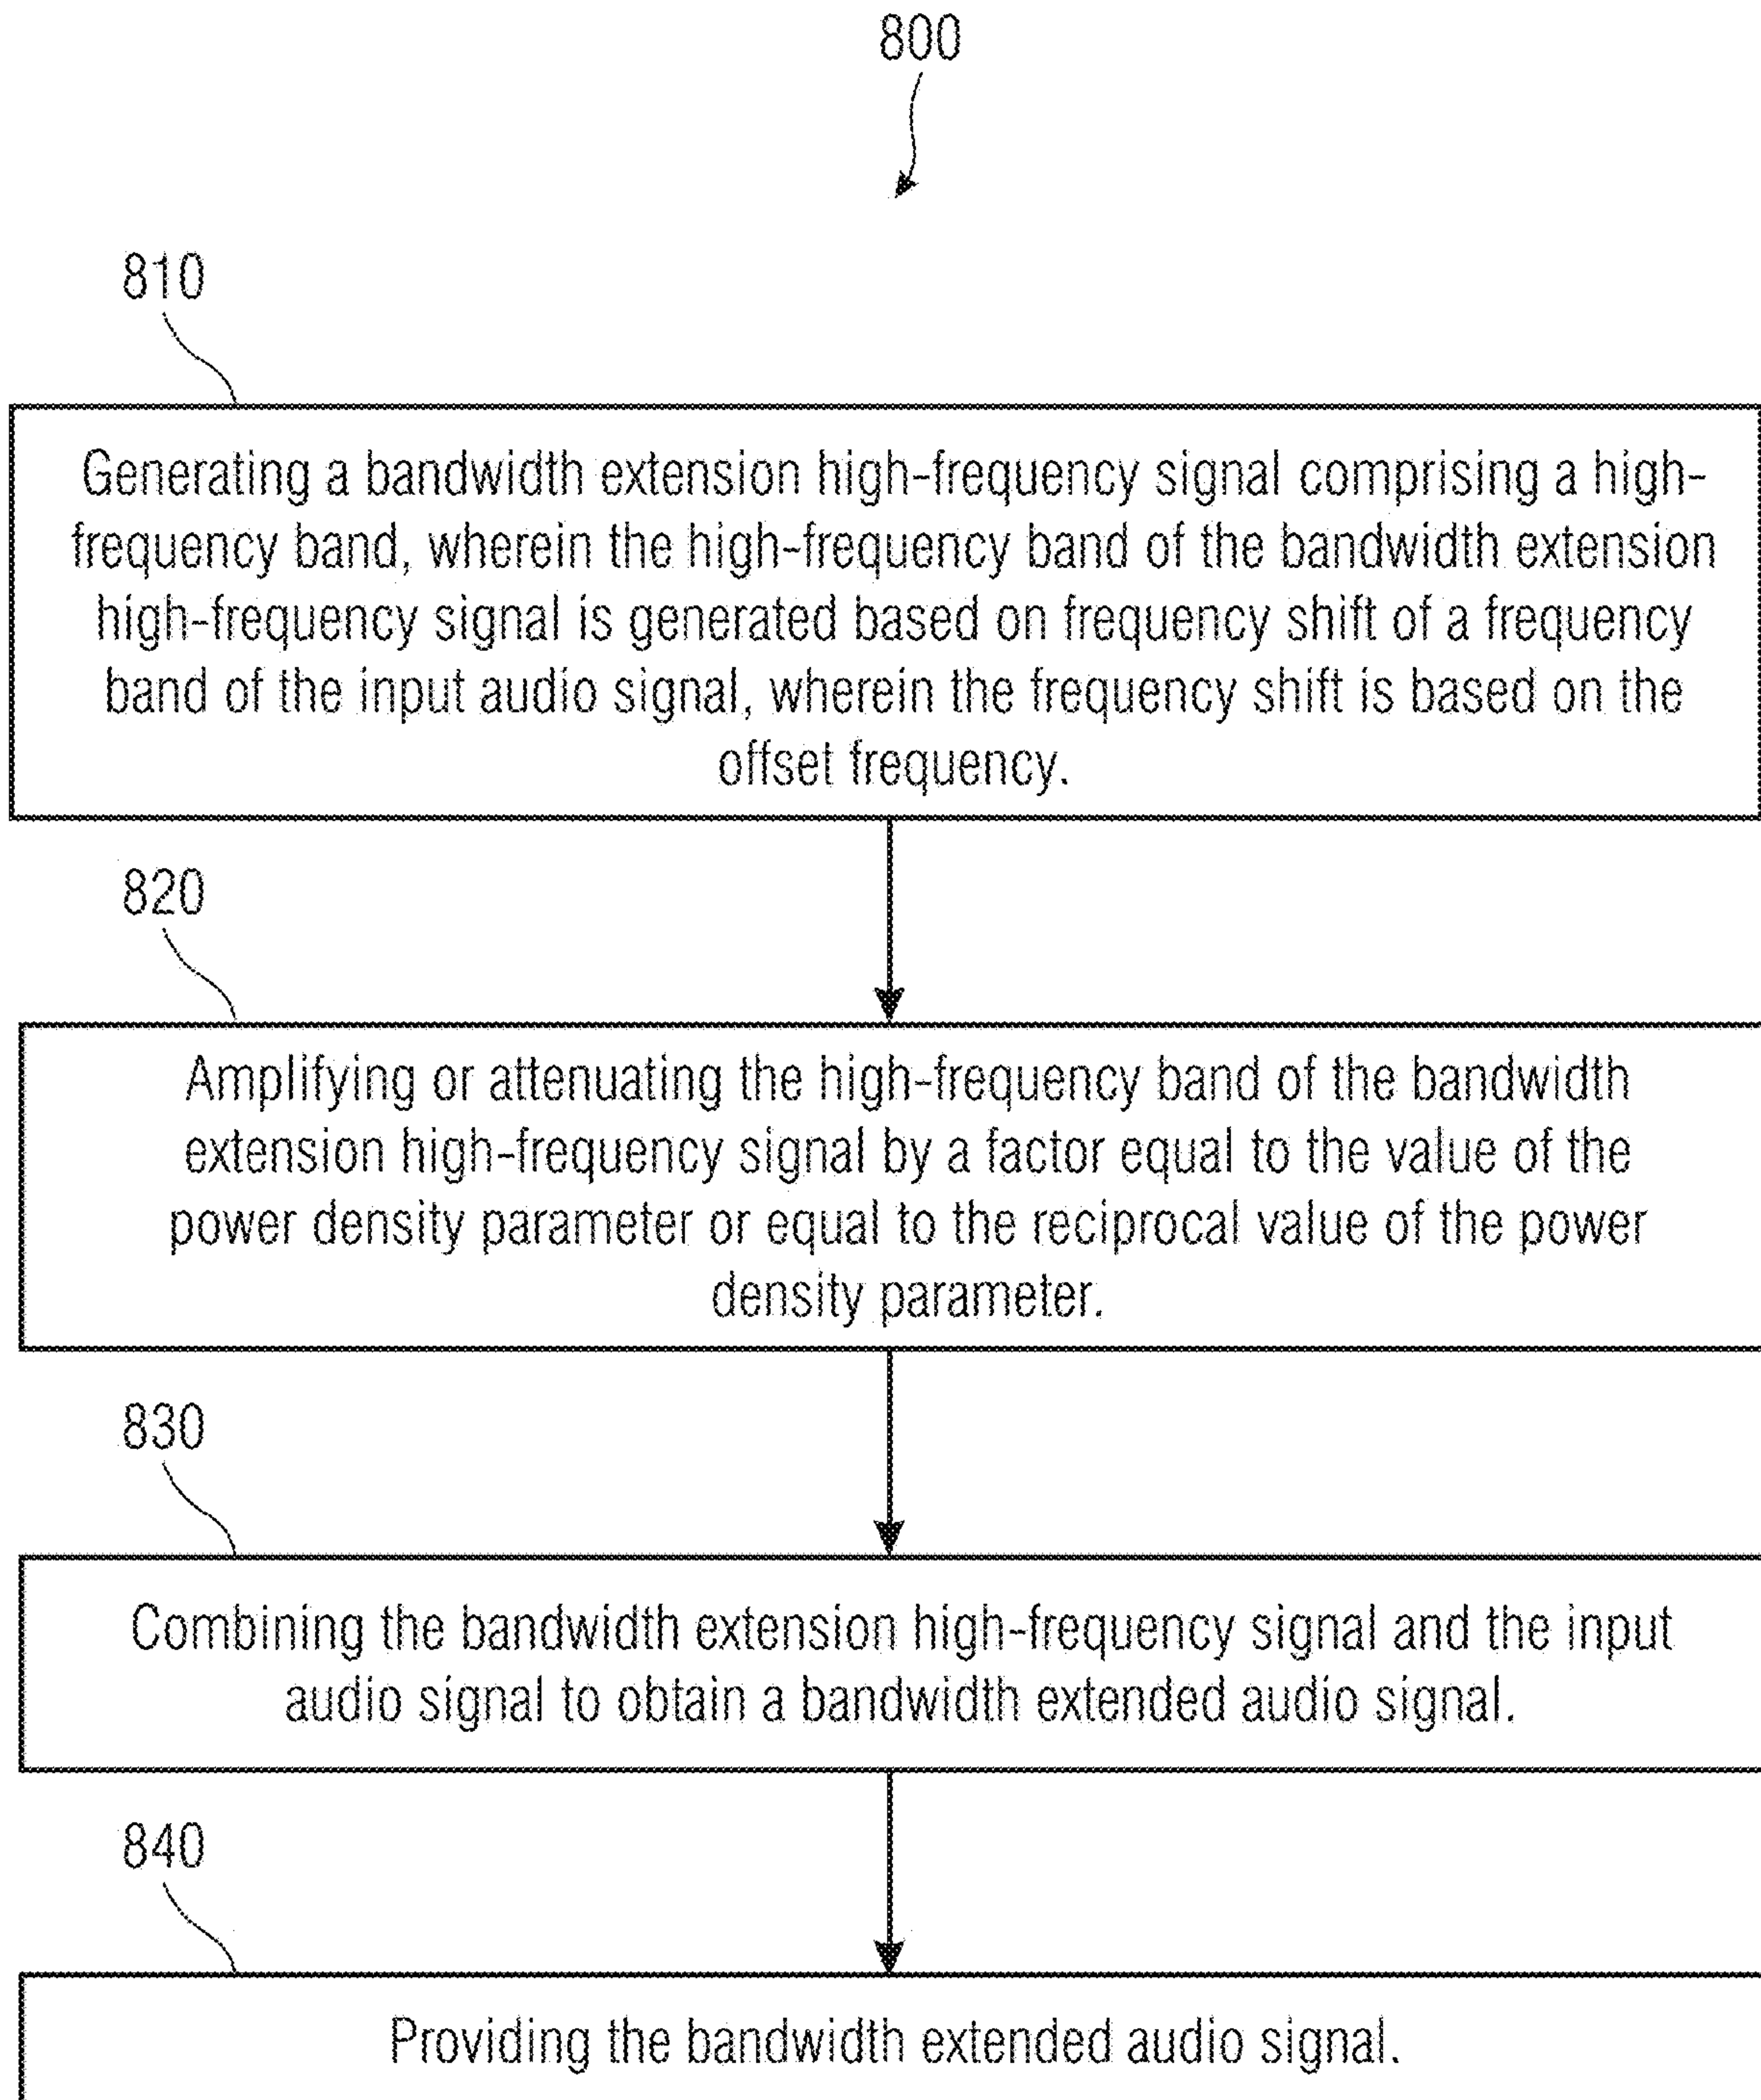 800
810
Generating a bandwidth extension high-frequency signal comprising a high-
frequency band, wherein the high-frequency band of the bandwidth extension
high-frequency signal is generated based on frequency shift of a frequency
band of the input audio signal, wherein the frequency shift is based on the
offset frequency.
820
Amplifying or attenuating the high-frequency band of the bandwidth
extension high-frequency signal by a factor equal to the value of the
power density parameter or equal to the reciprocal value of the power
density parameter.
830
Combining the bandwidth extension high-frequency signal and the input
audio signal to obtain a bandwidth extended audio signal.
840
Providing the bandwidth extended audio signal.